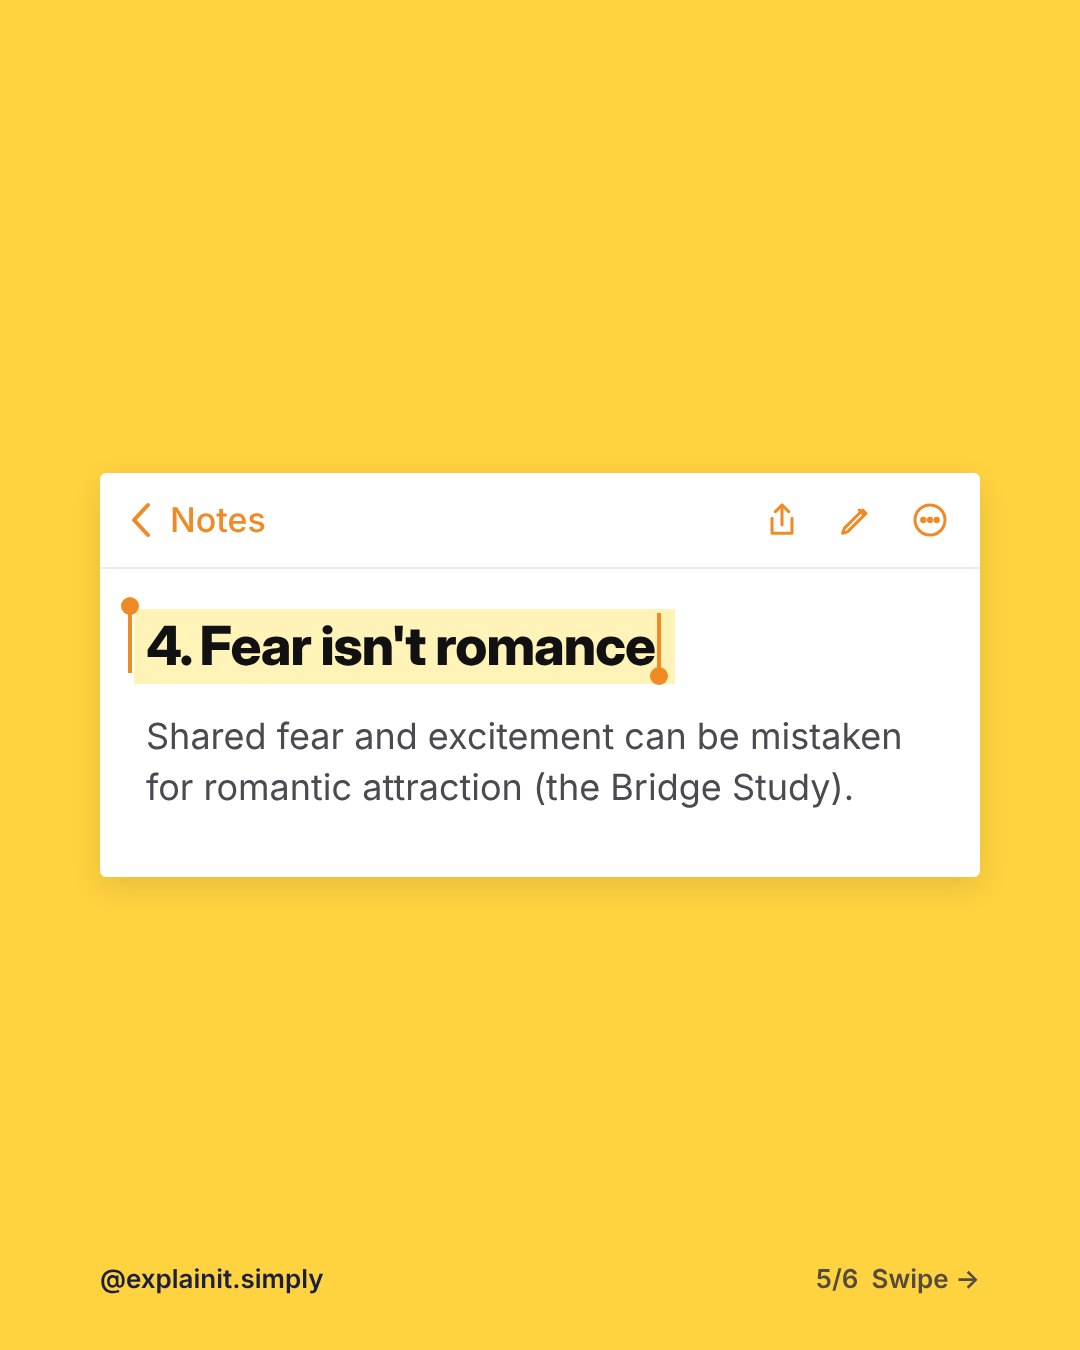 Notes
4. Fear isn't romance
Shared fear and excitement can be mistaken
for romantic attraction (the Bridge Study).
@explainit.simply
5/6 Swipe →